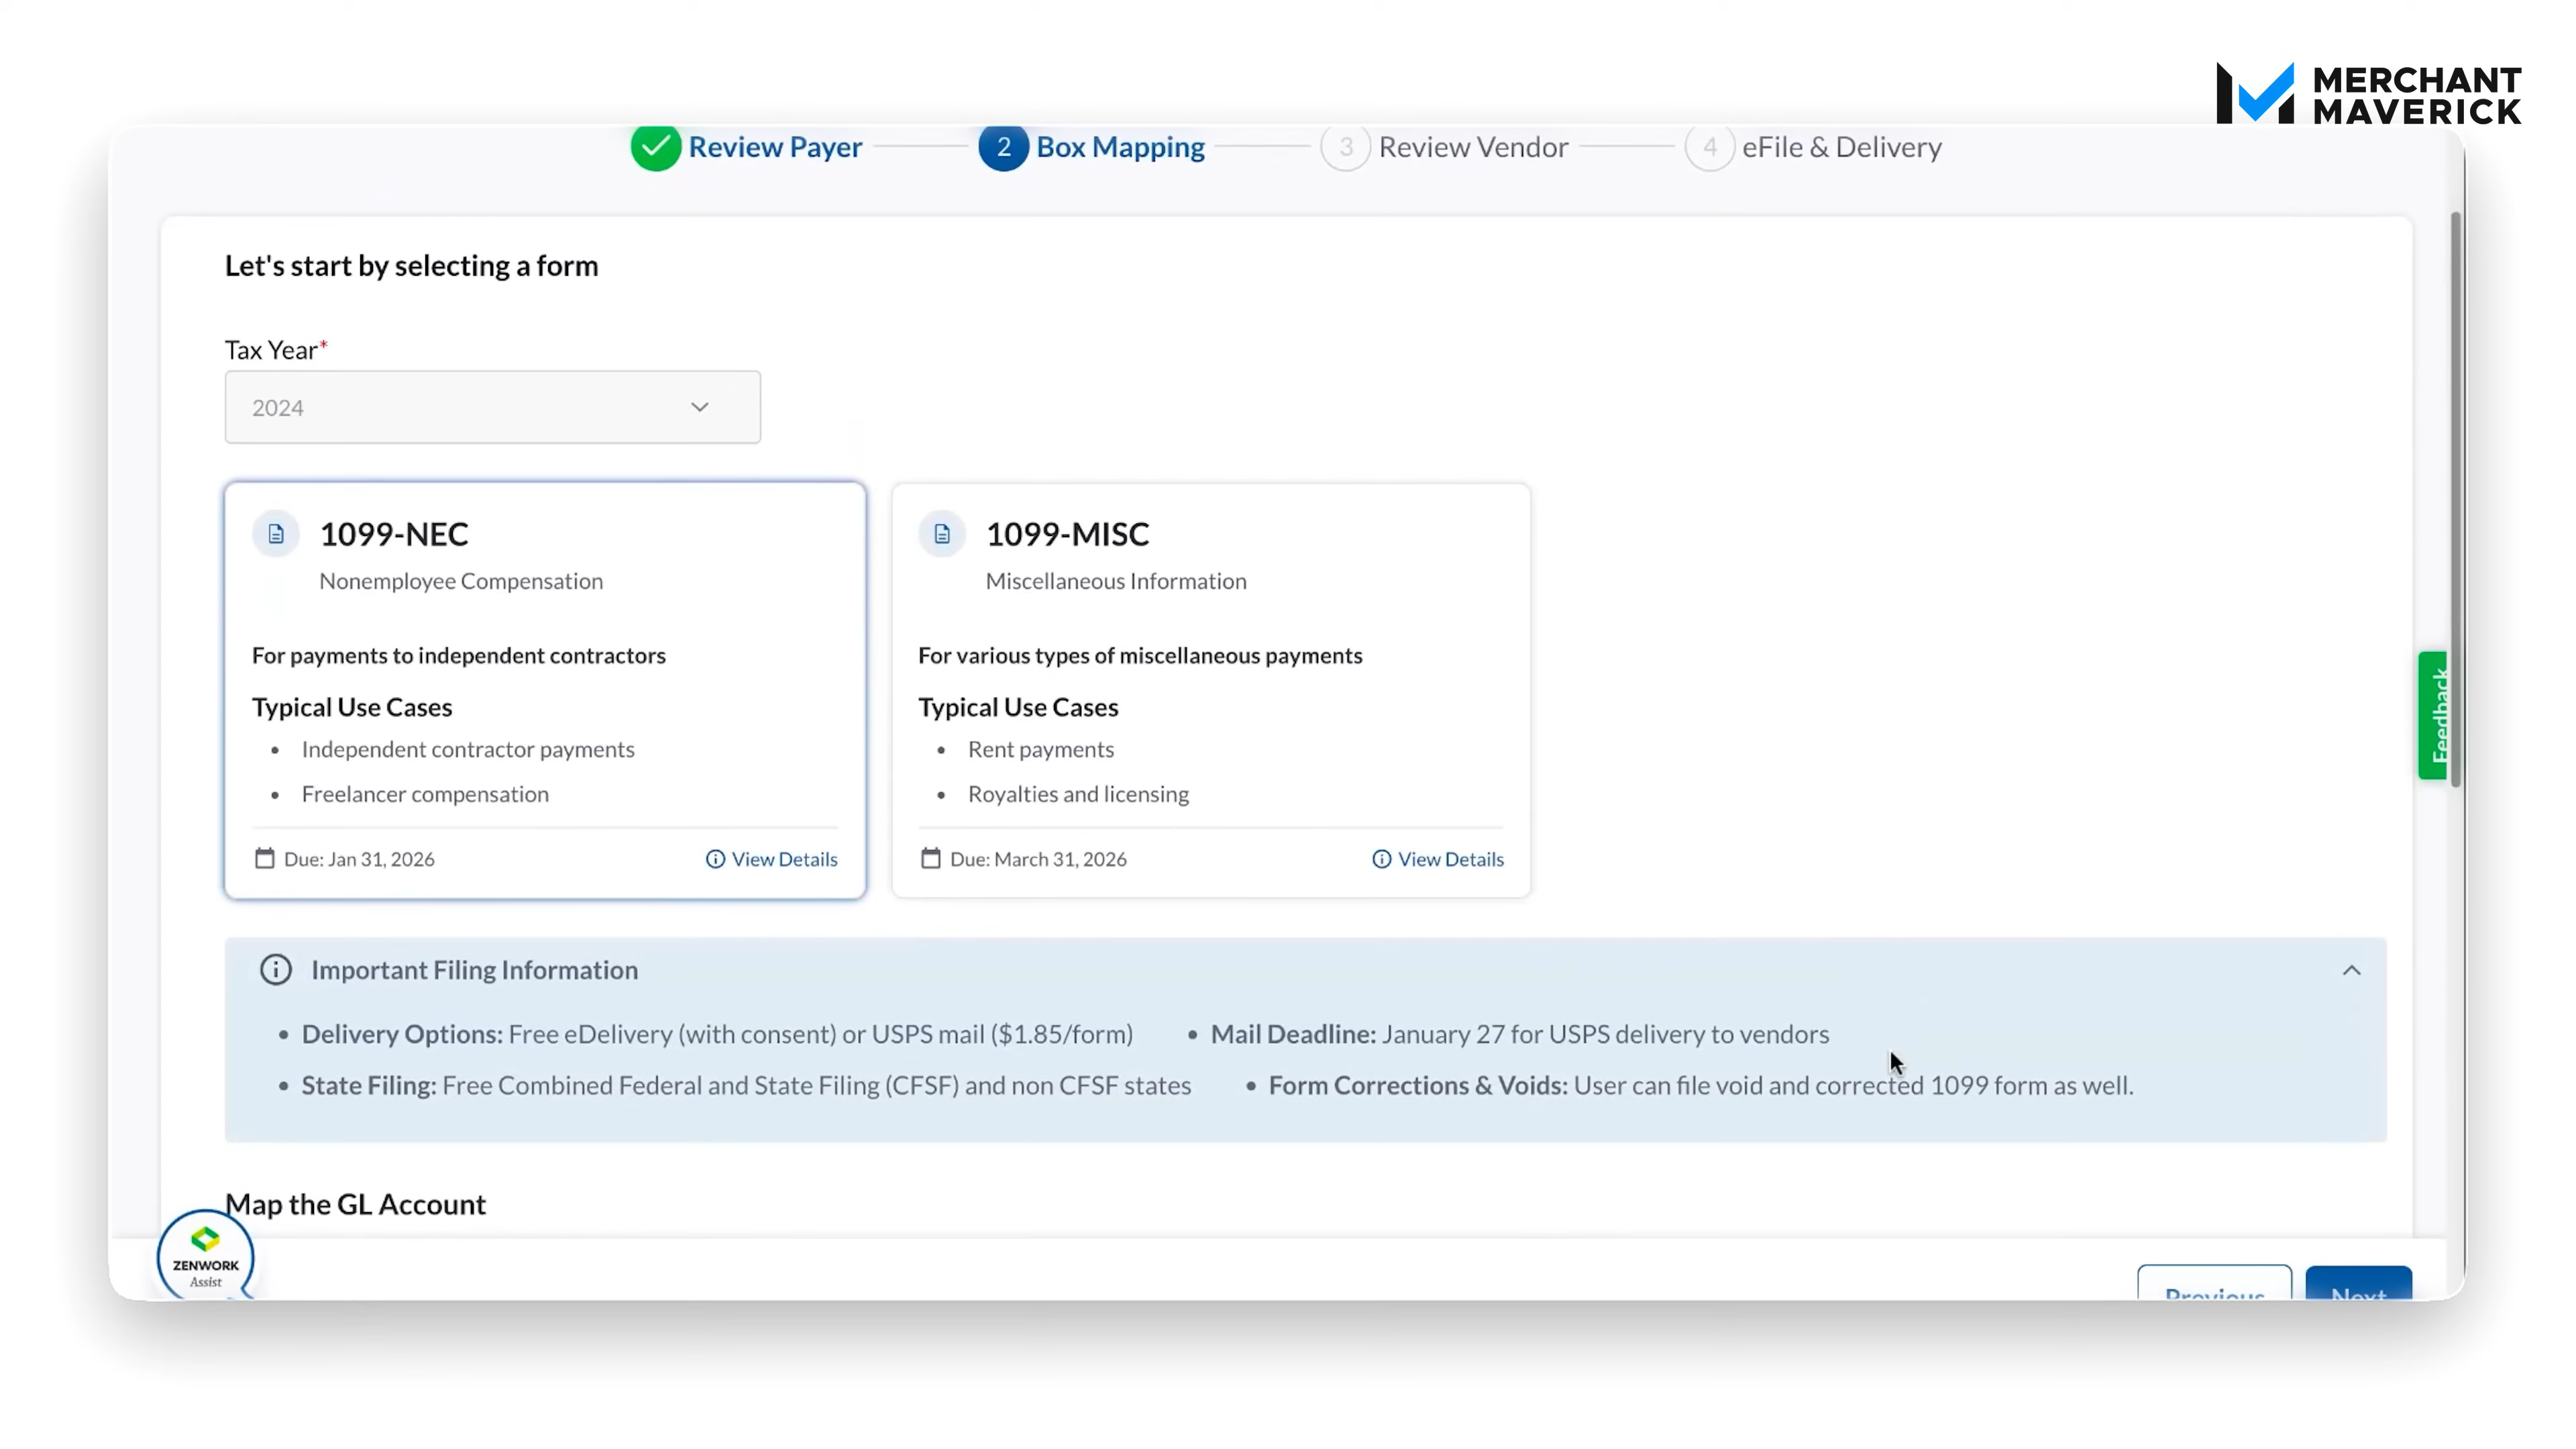 MERCHANT
MAVERICK
Review Payer
2 Box Mapping
3 Review Vendor
4 eFile & Delivery
Let's start by selecting a form
Tax Year*
2024
1099-NEC
Nonemployee Compensation
For payments to independent contractors
Typical Use Cases
• Independent contractor payments
• Freelancer compensation
Due: Jan 31, 2026
View Details
1099-MISC
Miscellaneous Information
For various types of miscellaneous payments
Typical Use Cases
• Rent payments
• Royalties and licensing
Due: March 31, 2026
View Details
Feedback
Important Filing Information
• Delivery Options: Free eDelivery (with consent) or USPS mail ($1.85/form)
• Mail Deadline: January 27 for USPS delivery to vendors
• State Filing: Free Combined Federal and State Filing (CFSF) and non CFSF states
• Form Corrections & Voids: User can file void and corrected 1099 form as well.
Map the GL Account
ZENWORK
Assist
Previous
Next